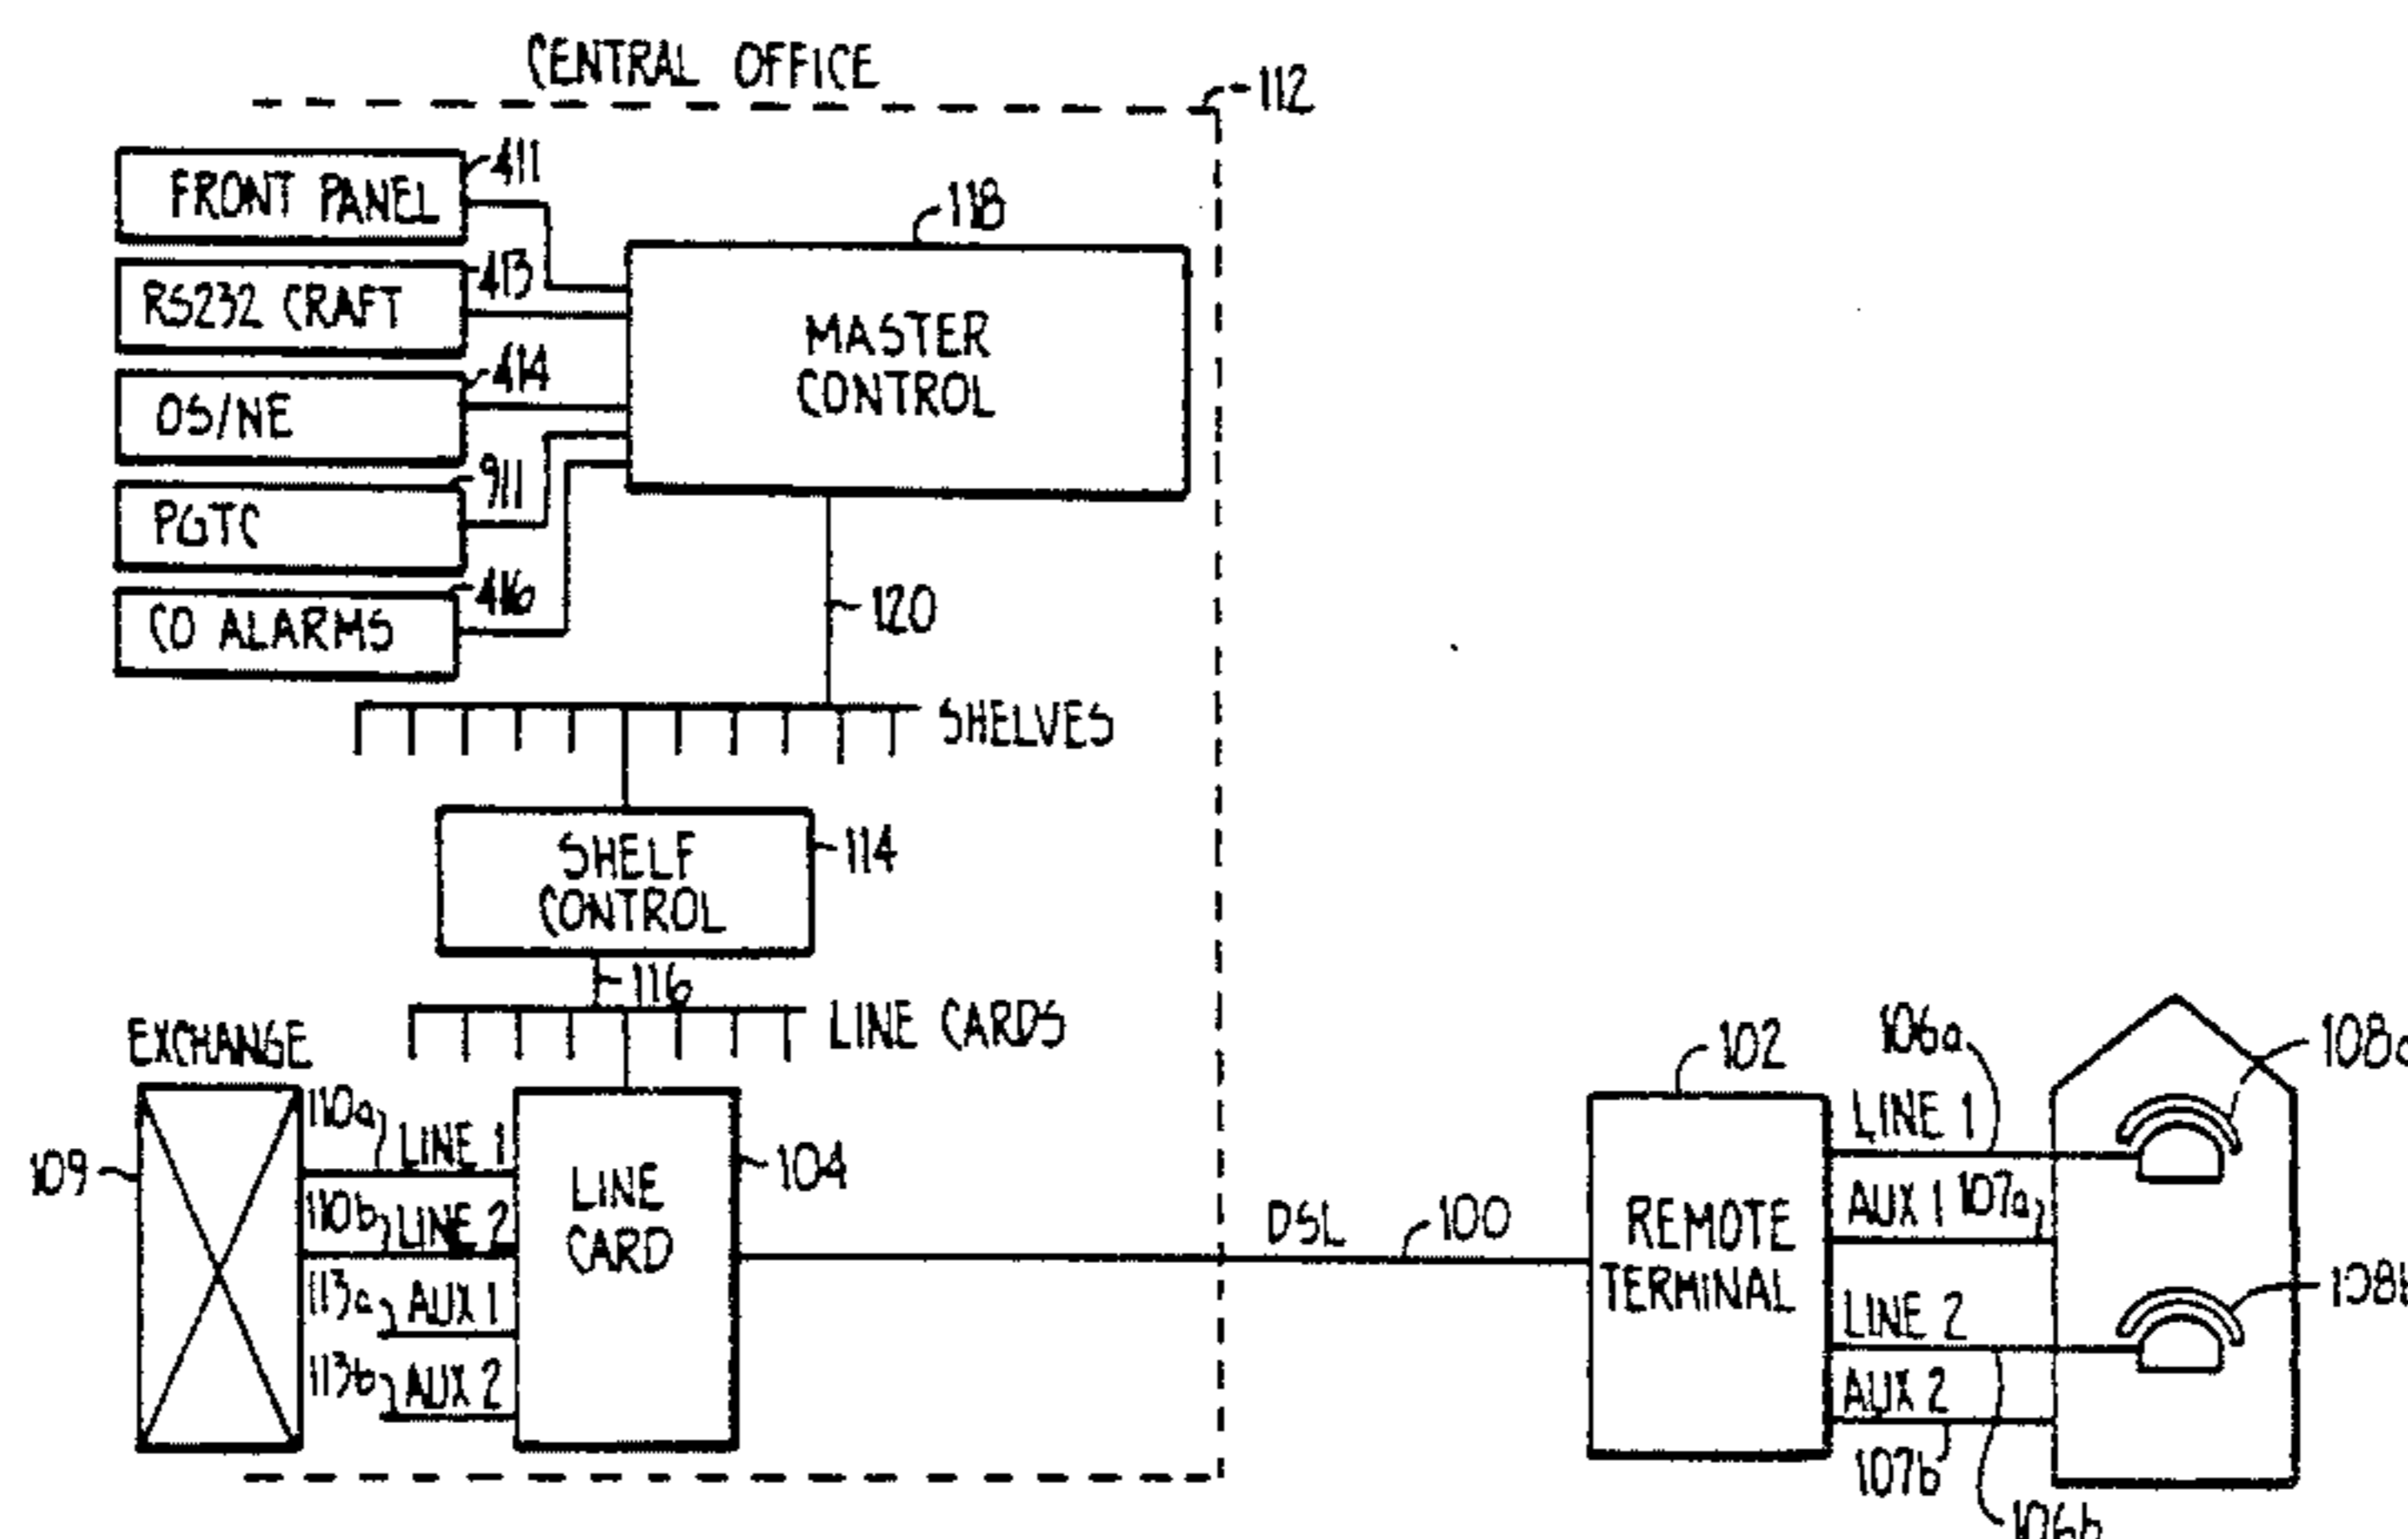 CENTRAL OFFICE
112
FRONT PANEL
411
118
RS232 CRAFT
413
MASTER
CONTROL
OS/NE
414
PGTC
911
CO ALARMS
416
120
SHELVES
SHELF
CONTROL
114
116
LINE CARDS
EXCHANGE
109
110a
LINE 1
110b
LINE 2
113a
AUX 1
113b
AUX 2
LINE
CARD
104
DSL
100
102
REMOTE
TERMINAL
106a
LINE 1
AUX 1
107a
LINE 2
AUX 2
107b
106b
108a
108b